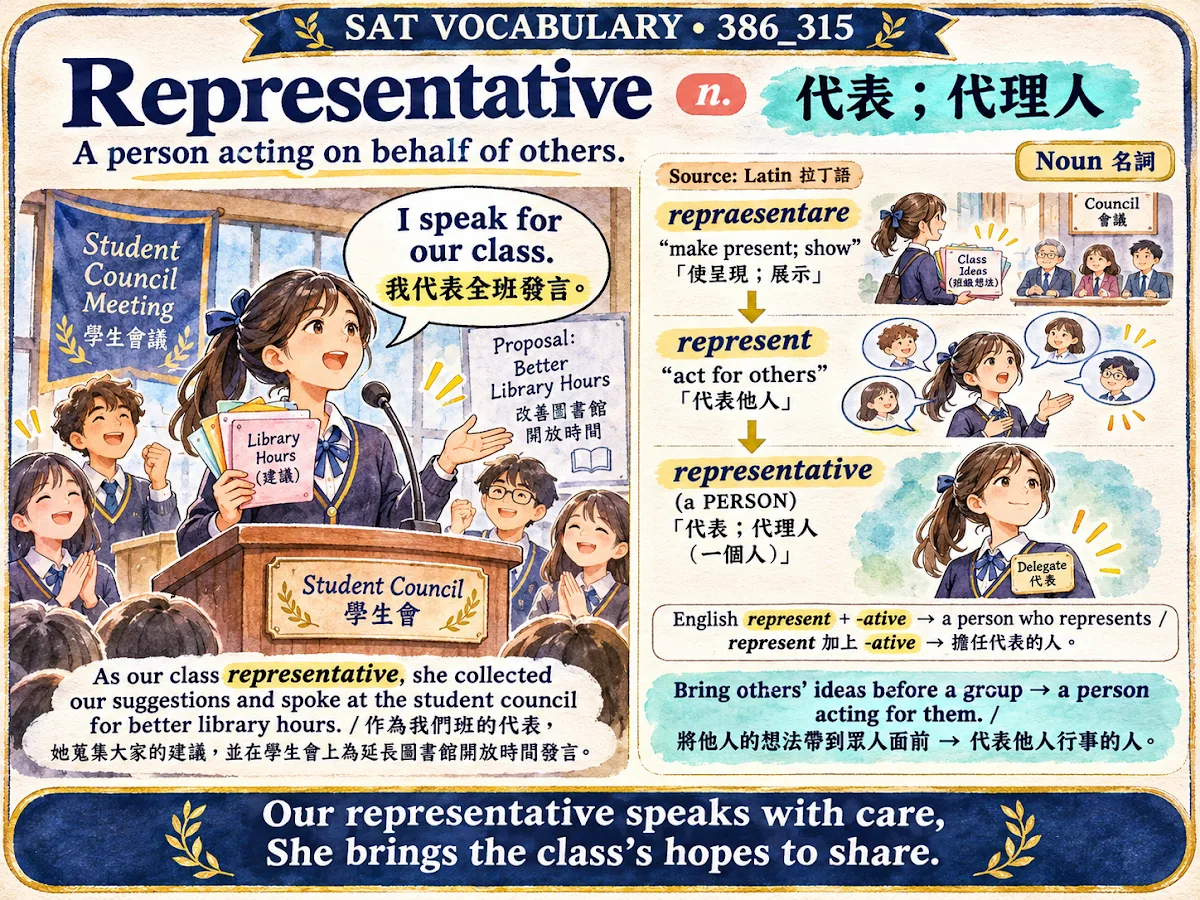 SAT VOCABULARY • 386_315
Representative n. 代表；代理人
A person acting on behalf of others.
Student
Council
Meeting
學生會議
I speak for
our class.
我代表全班發言。
Proposal:
Better
Library Hours
改善圖書館
開放時間
Library
Hours
(建議)
Student Council
學生會
As our class representative, she collected
our suggestions and spoke at the student council
for better library hours. / 作為我們班的代表，
她蒐集大家的建議，並在學生會上為延長圖書館開放時間發言。
Noun 名詞
Source: Latin 拉丁語
repraesentare
“make present; show”
「使呈現；展示」
Class
Ideas
(班級想法)
Council
會議
represent
“act for others”
「代表他人」
representative
(a PERSON)
「代表；代理人
（一個人）」
Delegate
代表
English represent + -ative → a person who represents /
represent 加上 -ative → 擔任代表的人。
Bring others’ ideas before a group → a person
acting for them. /
將他人的想法帶到眾人面前 → 代表他人行事的人。
Our representative speaks with care,
She brings the class’s hopes to share.